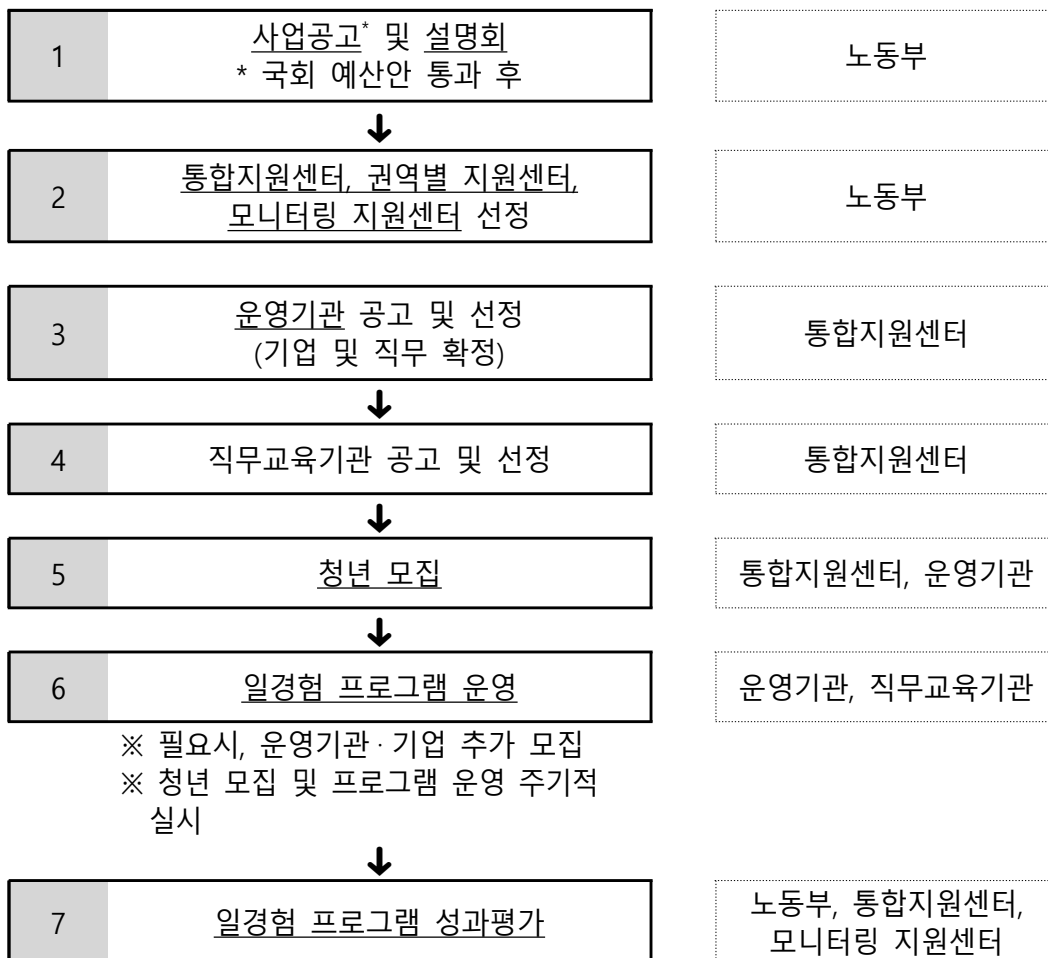 1
사업공고* 및 설명회
* 국회 예산안 통과 후
노동부
2
통합지원센터, 권역별 지원센터,
모니터링 지원센터 선정
노동부
3
운영기관 공고 및 선정
(기업 및 직무 확정)
통합지원센터
4
직무교육기관 공고 및 선정
통합지원센터
5
청년 모집
통합지원센터, 운영기관
6
일경험 프로그램 운영
운영기관, 직무교육기관
※ 필요시, 운영기관·기업 추가 모집
※ 청년 모집 및 프로그램 운영 주기적
실시
7
일경험 프로그램 성과평가
노동부, 통합지원센터,
모니터링 지원센터